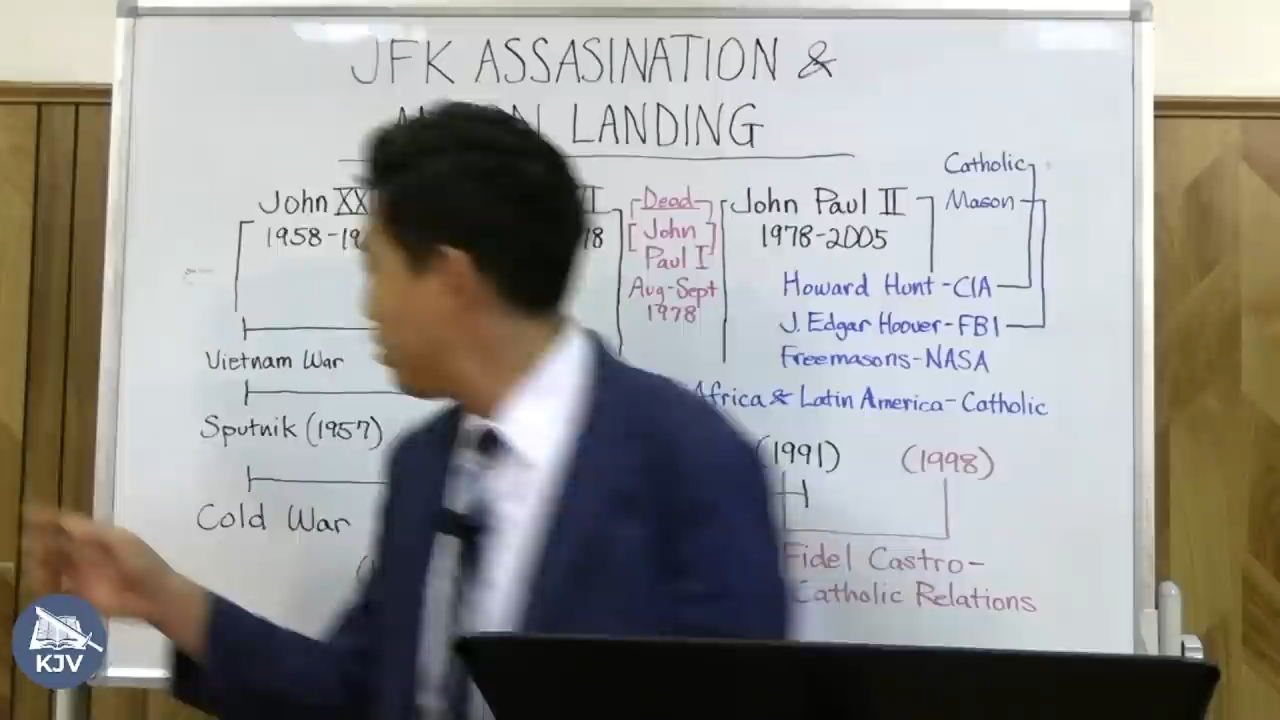 JFK ASSASINATION &
LANDING
Catholic
John XX
Dead
John Paul II
Mason
1958-19
78
John
1978-2005
Paul I
Howard Hunt - CIA
Aug-Sept
1978
J. Edgar Hoover-FBI
Vietnam War
Freemasons-NASA
Africa & Latin America-Catholic
Sputnik (1957)
(1991)
(1998)
Cold War
Fidel Castro-
Catholic Relations
KJV